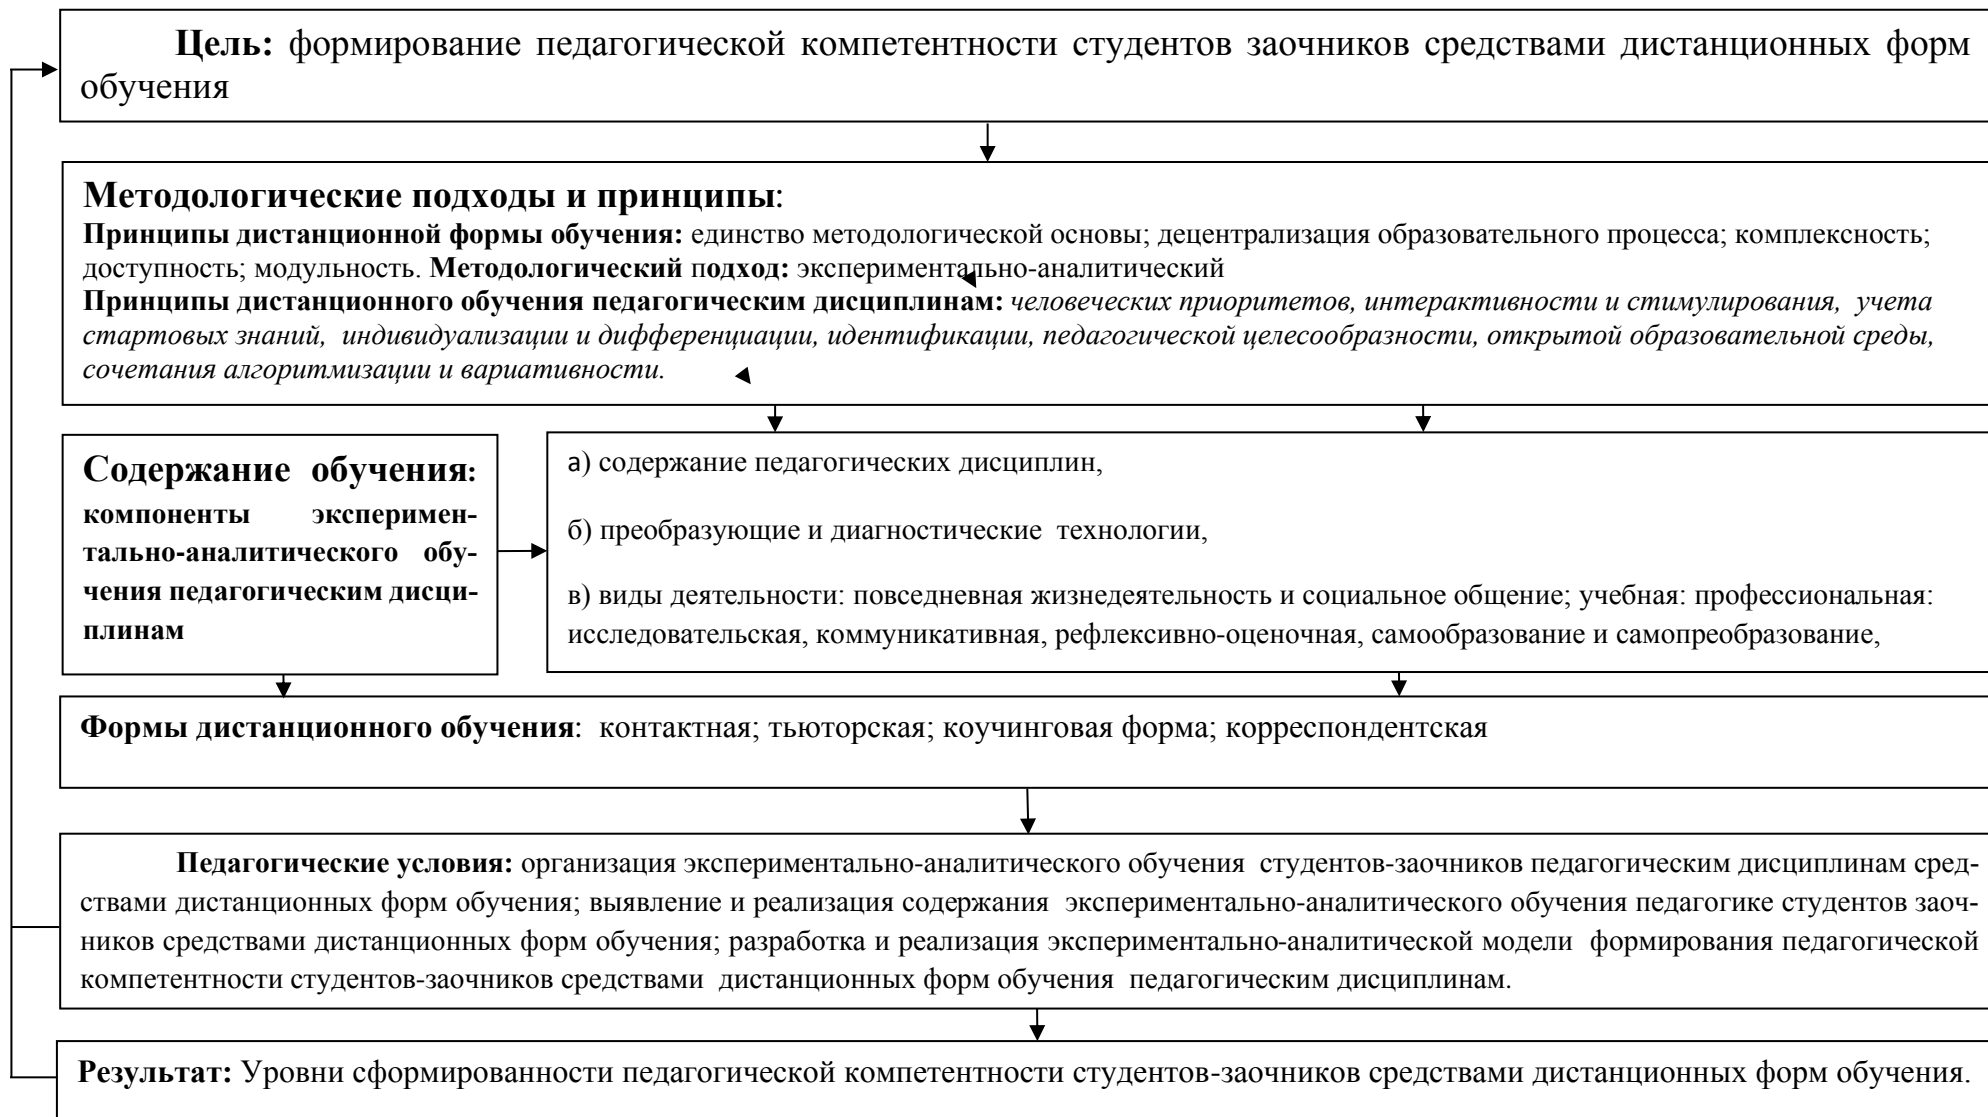 Цель: формирование педагогической компетентности студентов заочников средствами дистанционных форм
обучения
Методологические подходы и принципы:
Принципы дистанционной формы обучения: единство методологической основы; децентрализация образовательного процесса; комплексность;
доступность; модульность. Методологический подход: экспериментально-аналитический
Принципы дистанционного обучения педагогическим дисциплинам: человеческих приоритетов, интерактивности и стимулирования, учета
стартовых знаний, индивидуализации и дифференциации, идентификации, педагогической целесообразности, открытой образовательной среды,
сочетания алгоритмизации и вариативности.
Содержание обучения:
компоненты эксперимен-
тально-аналитического обу-
чения педагогическим дисци-
плинам
а) содержание педагогических дисциплин,
б) преобразующие и диагностические технологии,
в) виды деятельности: повседневная жизнедеятельность и социальное общение; учебная: профессиональная:
исследовательская, коммуникативная, рефлексивно-оценочная, самообразование и самопреобразование,
Формы дистанционного обучения: контактная; тьюторская; коучинговая форма; корреспондентская
Педагогические условия: организация экспериментально-аналитического обучения студентов-заочников педагогическим дисциплинам сред-
ствами дистанционных форм обучения; выявление и реализация содержания экспериментально-аналитического обучения педагогике студентов заоч-
ников средствами дистанционных форм обучения; разработка и реализация экспериментально-аналитической модели формирования педагогической
компетентности студентов-заочников средствами дистанционных форм обучения педагогическим дисциплинам.
Результат: Уровни сформированности педагогической компетентности студентов-заочников средствами дистанционных форм обучения.